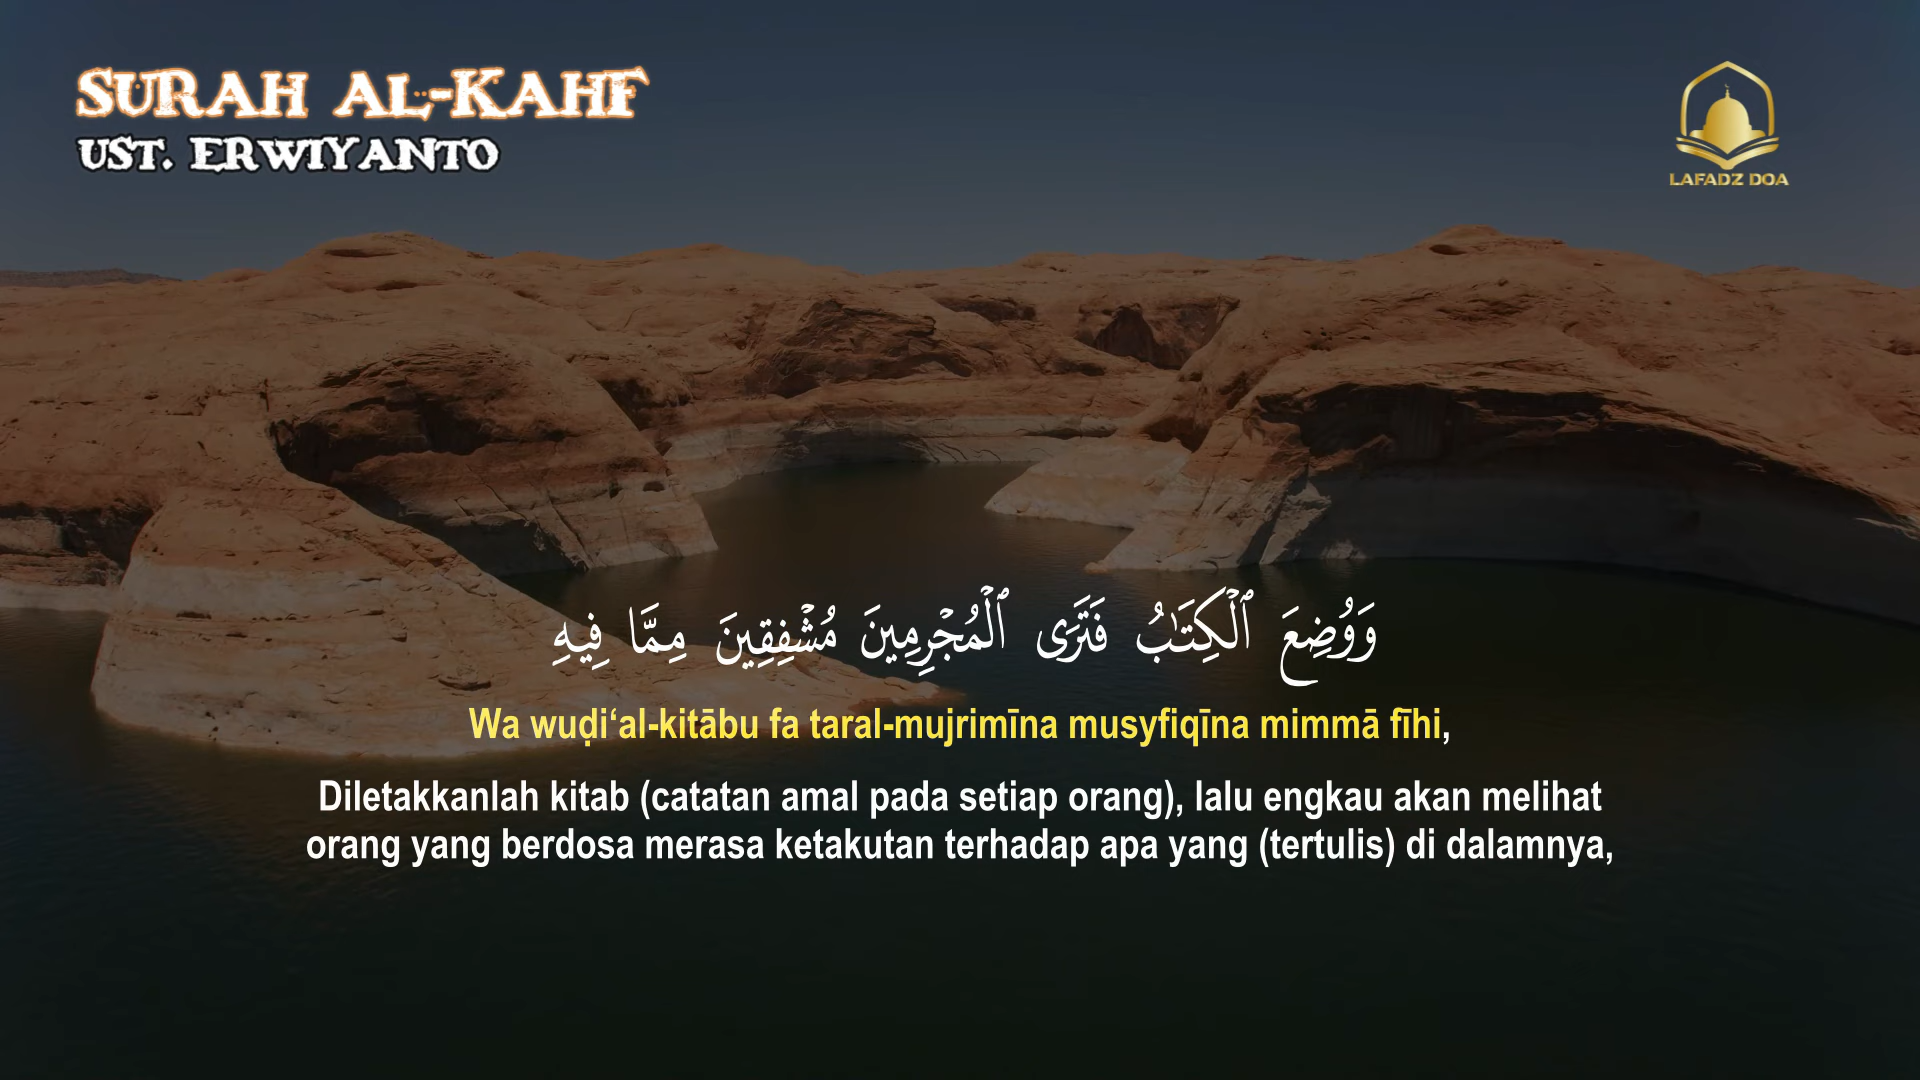 SURAH AL-KAHF
UST. ERWIYANTO
LAFADZ DOA
وَوُضِعَ ٱلْكِتَـٰبُ فَتَرَى ٱلْمُجْرِمِينَ مُشْفِقِينَ مِمَّا فِيهِ
Wa wuḍi‘al-kitābu fa taral-mujrimīna musyfiqīna mimmā fīhi,
Diletakkanlah kitab (catatan amal pada setiap orang), lalu engkau akan melihat
orang yang berdosa merasa ketakutan terhadap apa yang (tertulis) di dalamnya,